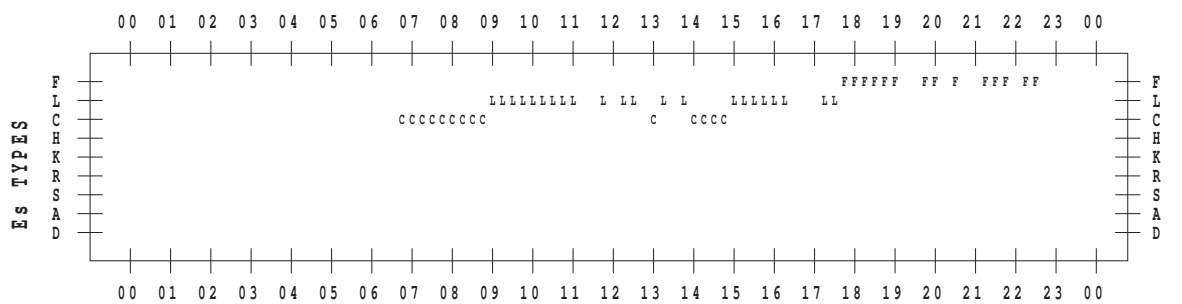 00 01 02 03 04 05 06 07 08 09 10 11 12 13 14 15 16 17 18 19 20 21 22 23 00
Es TYPES
F FFFFFF FF F FFF FF F
L LLLLLLLLL L LL L L LLLLLL LL L
C CCCCCCCCC C CCCC C
H H
K K
R R
S S
A A
D D
00 01 02 03 04 05 06 07 08 09 10 11 12 13 14 15 16 17 18 19 20 21 22 23 00